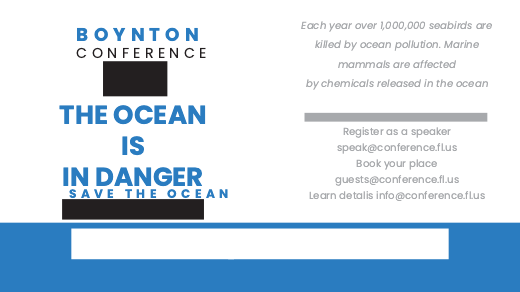 BOYNTON
CONFERENCE
THE OCEAN
IS
IN DANGER
SAVE THE OCEAN
Each year over 1,000,000 seabirds are
killed by ocean pollution. Marine
mammals are affected
by chemicals released in the ocean
Register as a speaker
speak@conference.fl.us
Book your place
guests@conference.fl.us
Learn detalis info@conference.fl.us